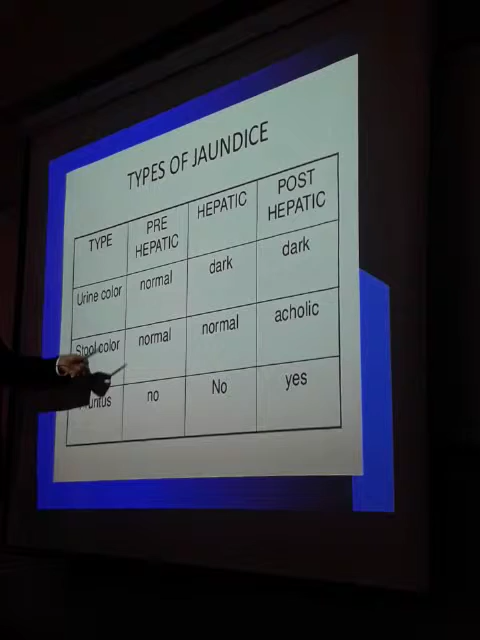 TYPES OF JAUNDICE
TYPE PRE HEPATIC HEPATIC POST HEPATIC
Urine color normal dark dark
Stool color normal normal acholic
no No yes